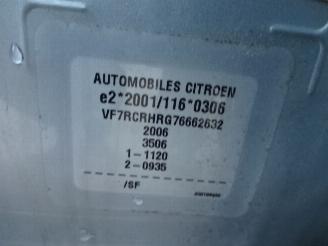 AUTOMOBILES CITROEN
e2*2001/116*0306
VF7RCRHRG76662632
2006
3506
1-1120
2-0935
/SF